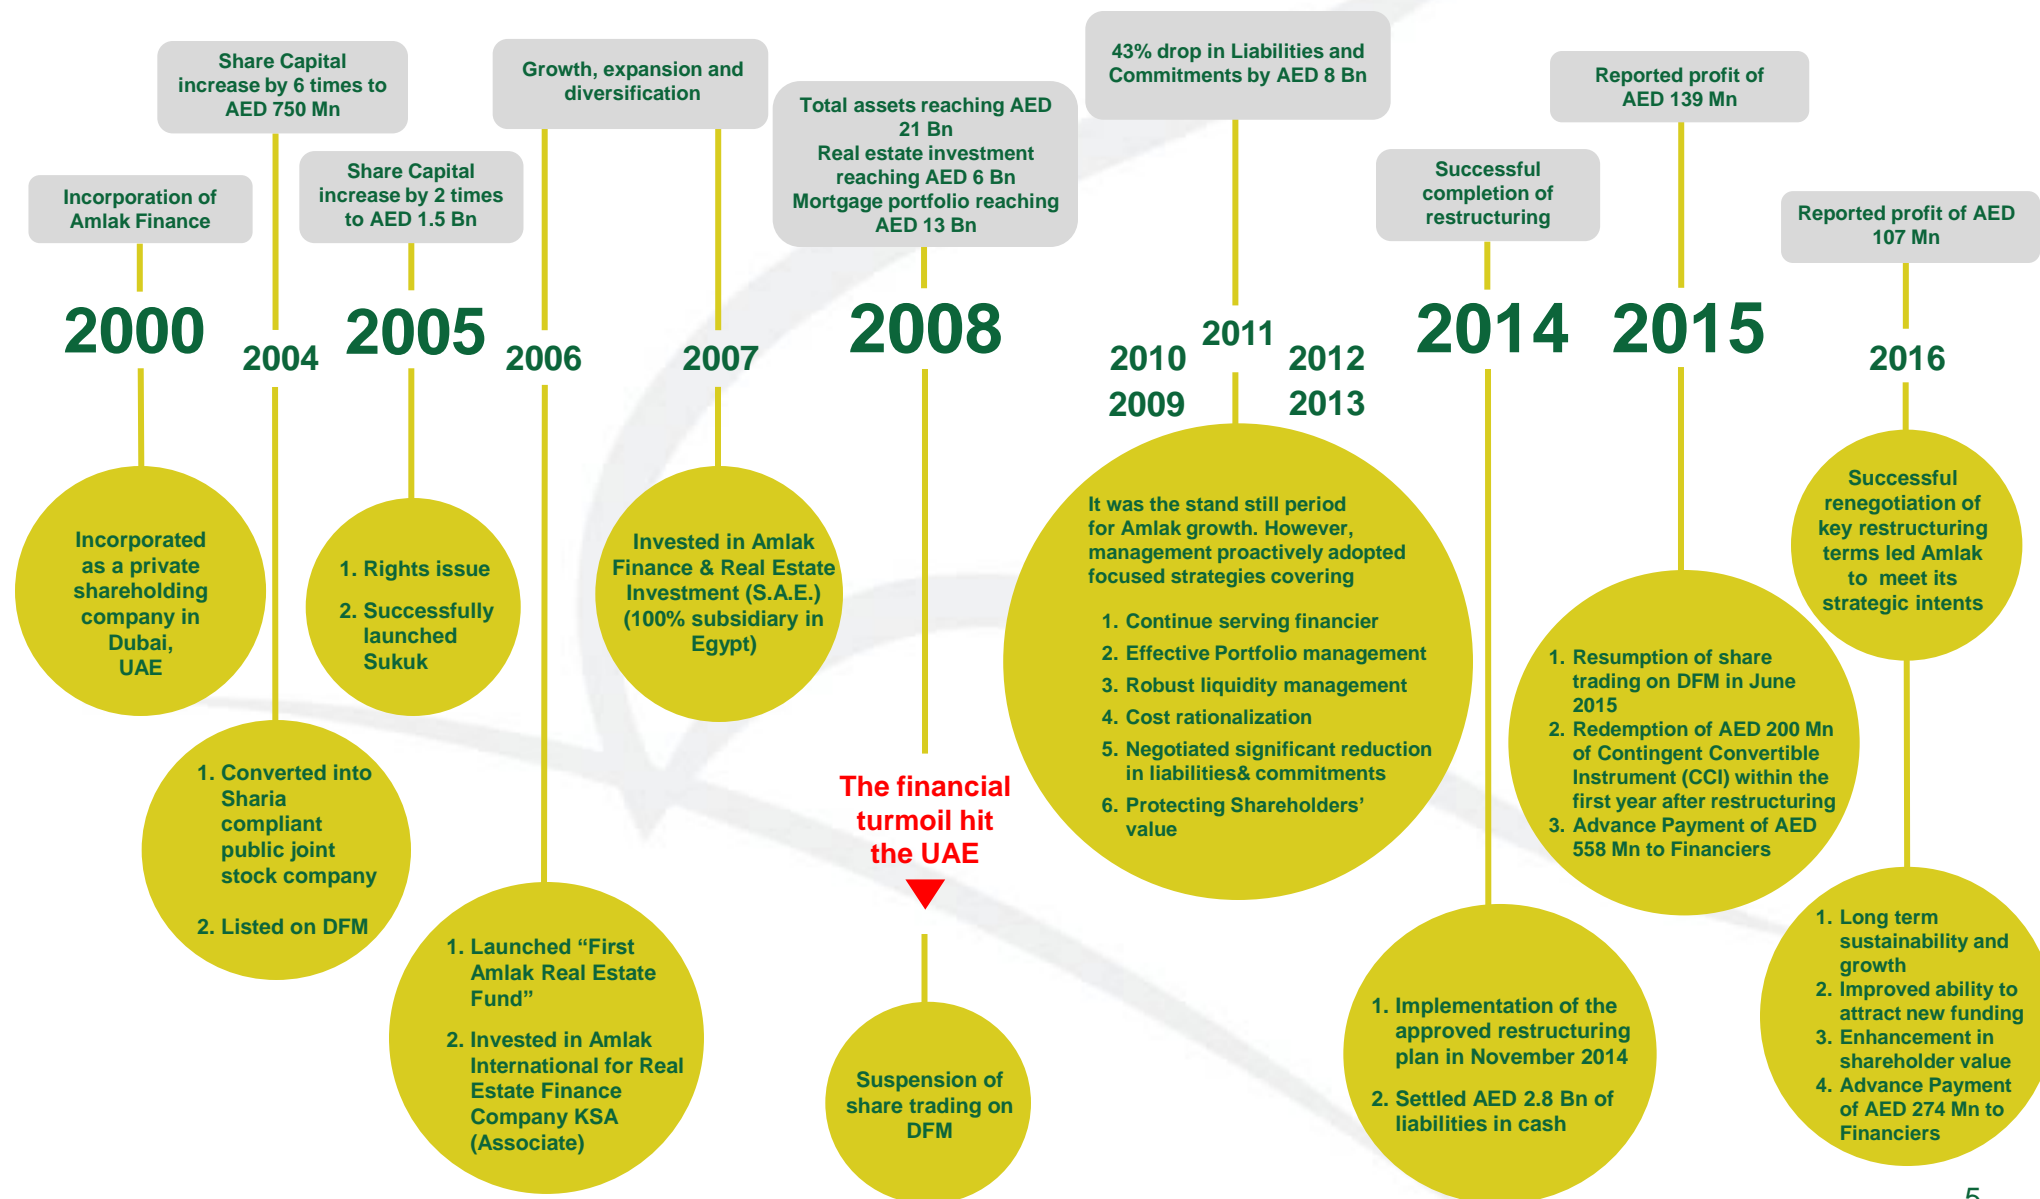 Incorporation of
Amlak Finance
2000
Incorporated
as a private
shareholding
company in
Dubai,
UAE
Share Capital
increase by 6 times to
AED 750 Mn
2004
1. Converted into
Sharia
compliant
public joint
stock company
2. Listed on DFM
Share Capital
increase by 2 times
to AED 1.5 Bn
2005
1. Rights issue
2. Successfully
launched
Sukuk
Growth, expansion and
diversification
2006
1. Launched “First
Amlak Real Estate
Fund”
2. Invested in Amlak
International for Real
Estate Finance
Company KSA
(Associate)
2007
Invested in Amlak
Finance & Real Estate
Investment (S.A.E.)
(100% subsidiary in
Egypt)
Total assets reaching AED
21 Bn
Real estate investment
reaching AED 6 Bn
Mortgage portfolio reaching
AED 13 Bn
2008
The financial
turmoil hit
the UAE
Suspension of
share trading on
DFM
43% drop in Liabilities and
Commitments by AED 8 Bn
2009
2010
2011
2012
2013
It was the stand still period
for Amlak growth. However,
management proactively adopted
focused strategies covering
1. Continue serving financier
2. Effective Portfolio management
3. Robust liquidity management
4. Cost rationalization
5. Negotiated significant reduction
in liabilities& commitments
6. Protecting Shareholders’
value
Successful
completion of
restructuring
2014
1. Implementation of the
approved restructuring
plan in November 2014
2. Settled AED 2.8 Bn of
liabilities in cash
Reported profit of
AED 139 Mn
2015
1. Resumption of share
trading on DFM in June
2015
2. Redemption of AED 200 Mn
of Contingent Convertible
Instrument (CCI) within the
first year after restructuring
3. Advance Payment of AED
558 Mn to Financiers
Reported profit of AED
107 Mn
2016
Successful
renegotiation of
key restructuring
terms led Amlak
to meet its
strategic intents
1. Long term
sustainability and
growth
2. Improved ability to
attract new funding
3. Enhancement in
shareholder value
4. Advance Payment
of AED 274 Mn to
Financiers
5